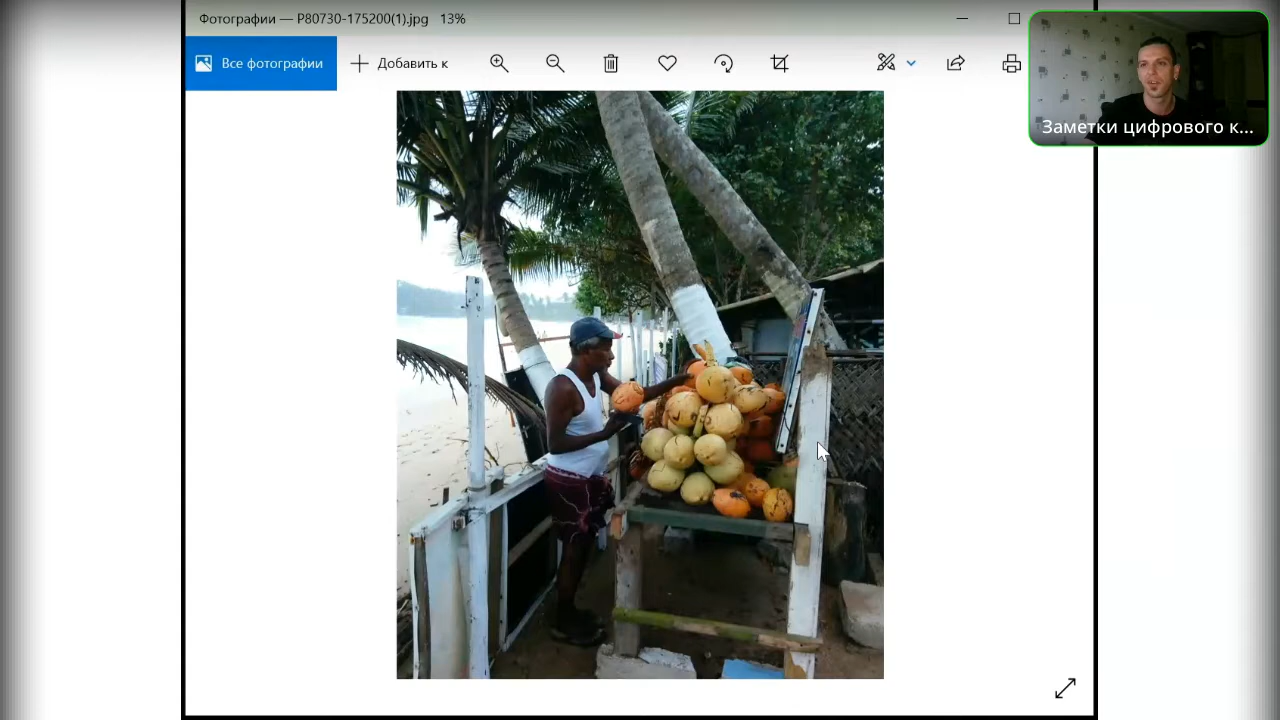 Фотографии — P80730-175200(1).jpg 13%
Все фотографии
Добавить к
Заметки цифрового к...